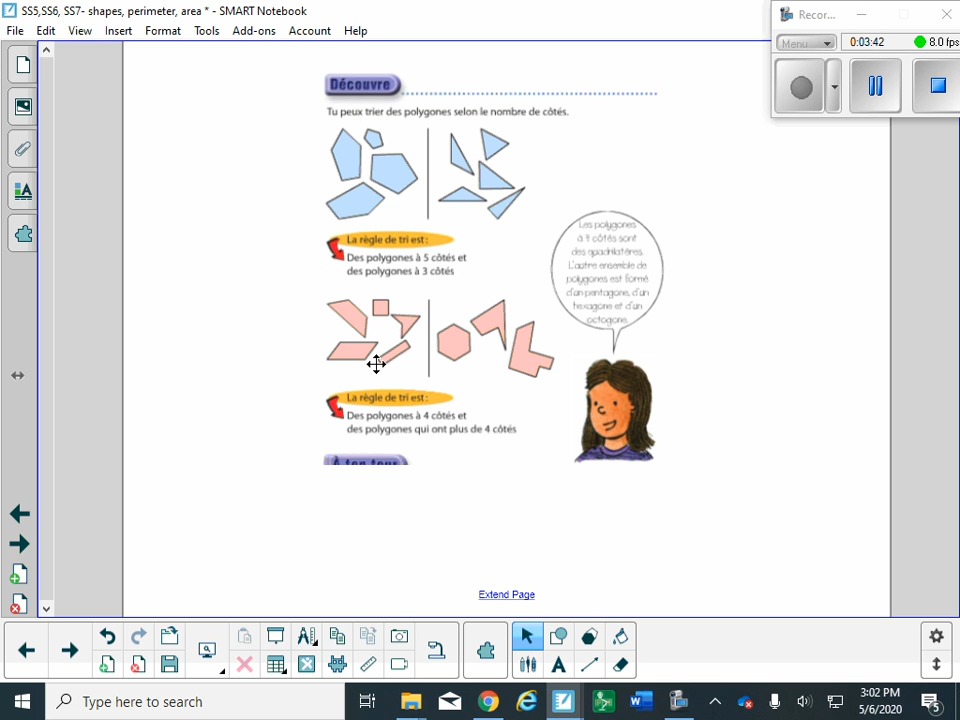 SS5,SS6, SS7- shapes, perimeter, area * - SMART Notebook
File Edit View Insert Format Tools Add-ons Account Help
Recor...
Menu 0:03:42 8.0 fps
Découvre
Tu peux trier des polygones selon le nombre de côtés.
La règle de tri est :
Des polygones à 5 côtés et
des polygones à 3 côtés
Les polygones
à 4 côtés sont
des quadrilatères.
L'autre ensemble de
polygones est formé
d'un pentagone, d'un
hexagone et d'un
octogone.
La règle de tri est :
Des polygones à 4 côtés et
des polygones qui ont plus de 4 côtés
À ton tour
Extend Page
Type here to search
3:02 PM
5/6/2020
5